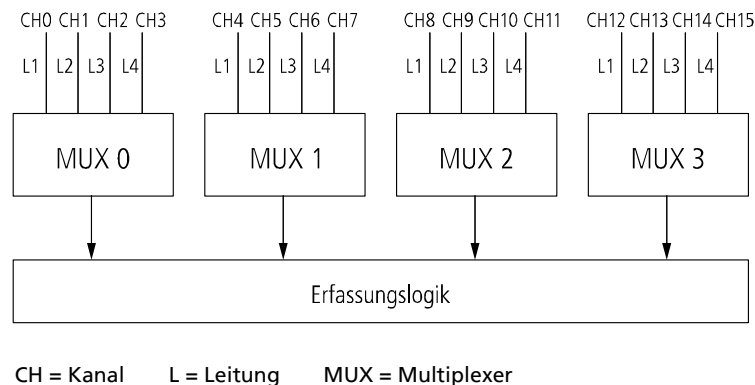 CH0 CH1 CH2 CH3 CH4 CH5 CH6 CH7 CH8 CH9 CH10 CH11 CH12 CH13 CH14 CH15
L1 L2 L3 L4 L1 L2 L3 L4 L1 L2 L3 L4 L1 L2 L3 L4
MUX 0 MUX 1 MUX 2 MUX 3
Erfassungslogik
CH = Kanal L = Leitung MUX = Multiplexer